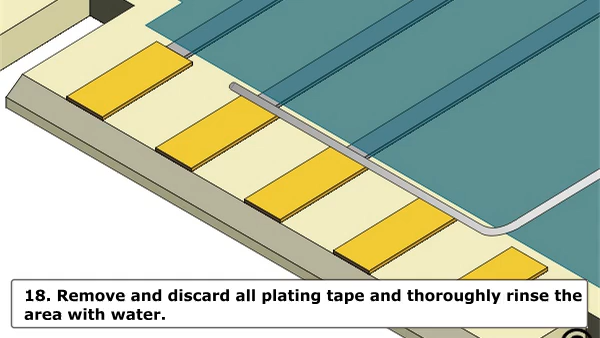 18. Remove and discard all plating tape and thoroughly rinse the
area with water.